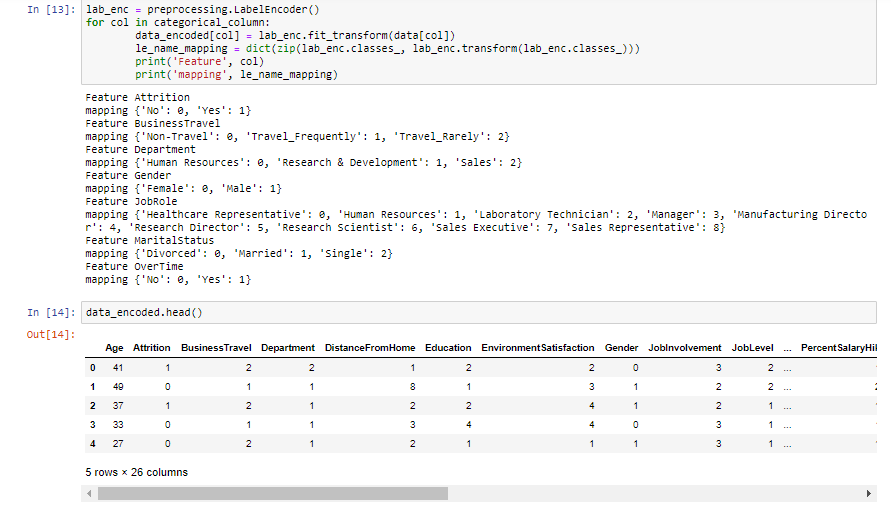 In [13]: lab_enc = preprocessing.LabelEncoder()
for col in categorical_column:
        data_encoded[col] = lab_enc.fit_transform(data[col])
        le_name_mapping = dict(zip(lab_enc.classes_, lab_enc.transform(lab_enc.classes_)))
        print('Feature', col)
        print('mapping', le_name_mapping)
Feature Attrition
mapping {'No': 0, 'Yes': 1}
Feature BusinessTravel
mapping {'Non-Travel': 0, 'Travel_Frequently': 1, 'Travel_Rarely': 2}
Feature Department
mapping {'Human Resources': 0, 'Research & Development': 1, 'Sales': 2}
Feature Gender
mapping {'Female': 0, 'Male': 1}
Feature JobRole
mapping {'Healthcare Representative': 0, 'Human Resources': 1, 'Laboratory Technician': 2, 'Manager': 3, 'Manufacturing Directo
r': 4, 'Research Director': 5, 'Research Scientist': 6, 'Sales Executive': 7, 'Sales Representative': 8}
Feature MaritalStatus
mapping {'Divorced': 0, 'Married': 1, 'Single': 2}
Feature OverTime
mapping {'No': 0, 'Yes': 1}
In [14]: data_encoded.head()
Out[14]:
Age Attrition BusinessTravel Department DistanceFromHome Education EnvironmentSatisfaction Gender JobInvolvement JobLevel ... PercentSalaryHi
0 41 1 2 2 1 2 2 0 3 2 ...
1 49 0 1 1 8 1 3 1 2 2 ...
2 37 1 2 1 2 2 4 1 2 1 ...
3 33 0 1 1 3 4 4 0 3 1 ...
4 27 0 2 1 2 1 1 1 3 1 ...
5 rows × 26 columns